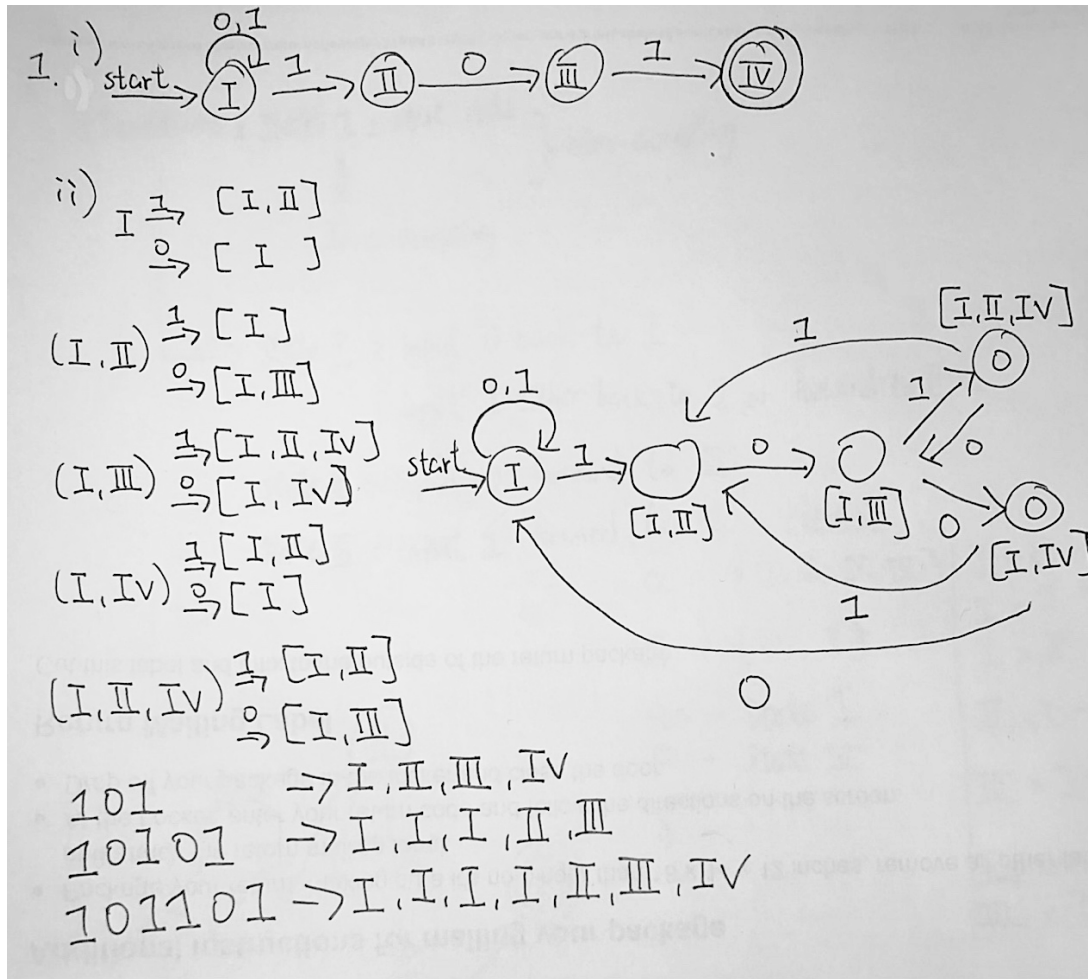 1. i) start 0,1 I 1 II 0 III 1 IV
ii) I 1 [I,II]
0 [ I ]
(I,II) 1 [I]
0 [I,III]
(I,III) 1 [I,II,IV]
0 [I,IV]
(I,IV) 1 [I,II]
0 [I]
(I,II,IV) 1 [I,II]
0 [I,III]
start 0,1 I 1 [I,II] 0 [I,III] 1 0 [I,II,IV] 1
0 [I,IV] 1
0
101 → I,II,III,IV
10101 → I,I,I,II,III
101101 → I,I,I,I,II,III,IV